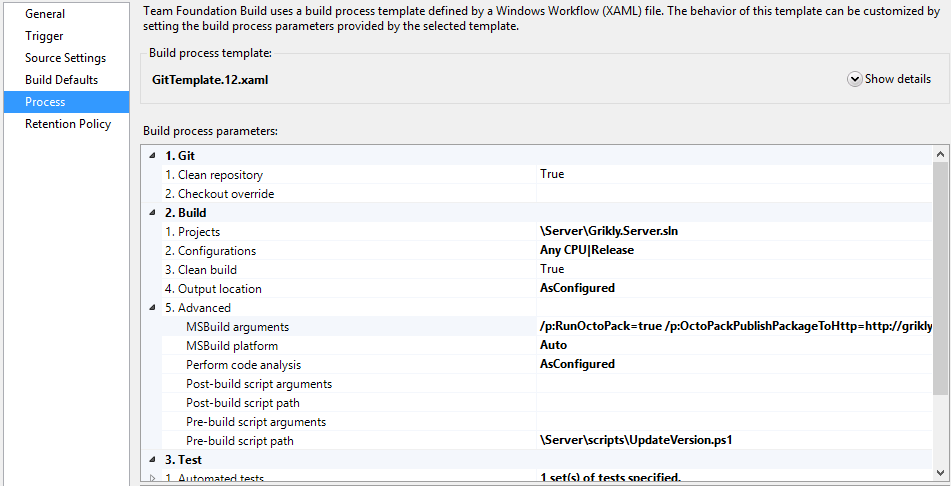 General
Trigger
Source Settings
Build Defaults
Process
Retention Policy
Team Foundation Build uses a build process template defined by a Windows Workflow (XAML) file. The behavior of this template can be customized by
setting the build process parameters provided by the selected template.
Build process template:
GitTemplate.12.xaml
Show details
Build process parameters:
1. Git
1. Clean repository True
2. Checkout override
2. Build
1. Projects \Server\Grikly.Server.sln
2. Configurations Any CPU|Release
3. Clean build True
4. Output location AsConfigured
5. Advanced
MSBuild arguments /p:RunOctoPack=true /p:OctoPackPublishPackageToHttp=http://grikly
MSBuild platform Auto
Perform code analysis AsConfigured
Post-build script arguments
Post-build script path
Pre-build script arguments
Pre-build script path \Server\scripts\UpdateVersion.ps1
3. Test
1. Automated tests 1 set(s) of tests specified.